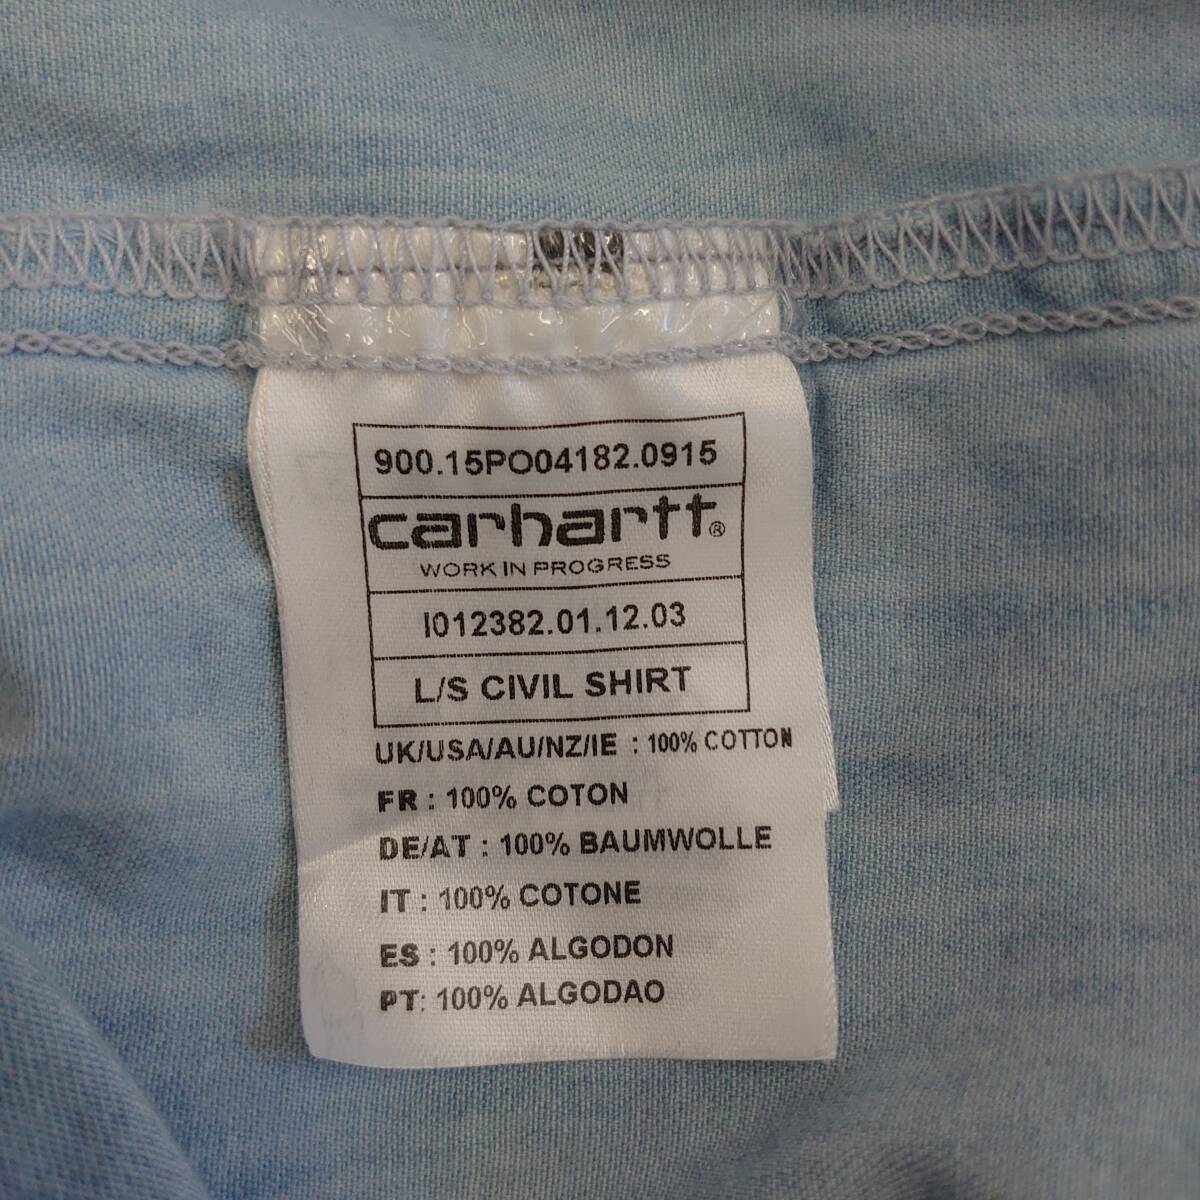 900.15PO04182.0915
carhartt®
WORK IN PROGRESS
I012382.01.12.03
L/S CIVIL SHIRT
UK/USA/AU/NZ/IE : 100% COTTON
FR : 100% COTON
DE/AT : 100% BAUMWOLLE
IT : 100% COTONE
ES : 100% ALGODON
PT: 100% ALGODAO